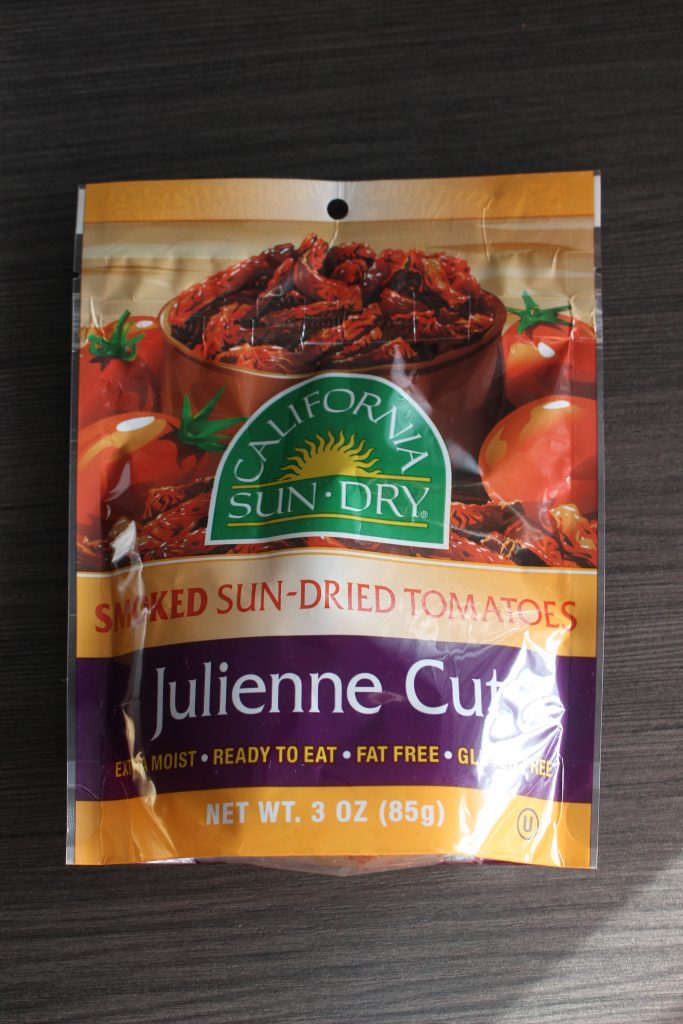 CALIFORNIA
SUN·DRY®
SMOKED SUN-DRIED TOMATOES
Julienne Cut
EXTRA MOIST • READY TO EAT • FAT FREE • GLUTEN FREE
NET WT. 3 OZ (85g)
U